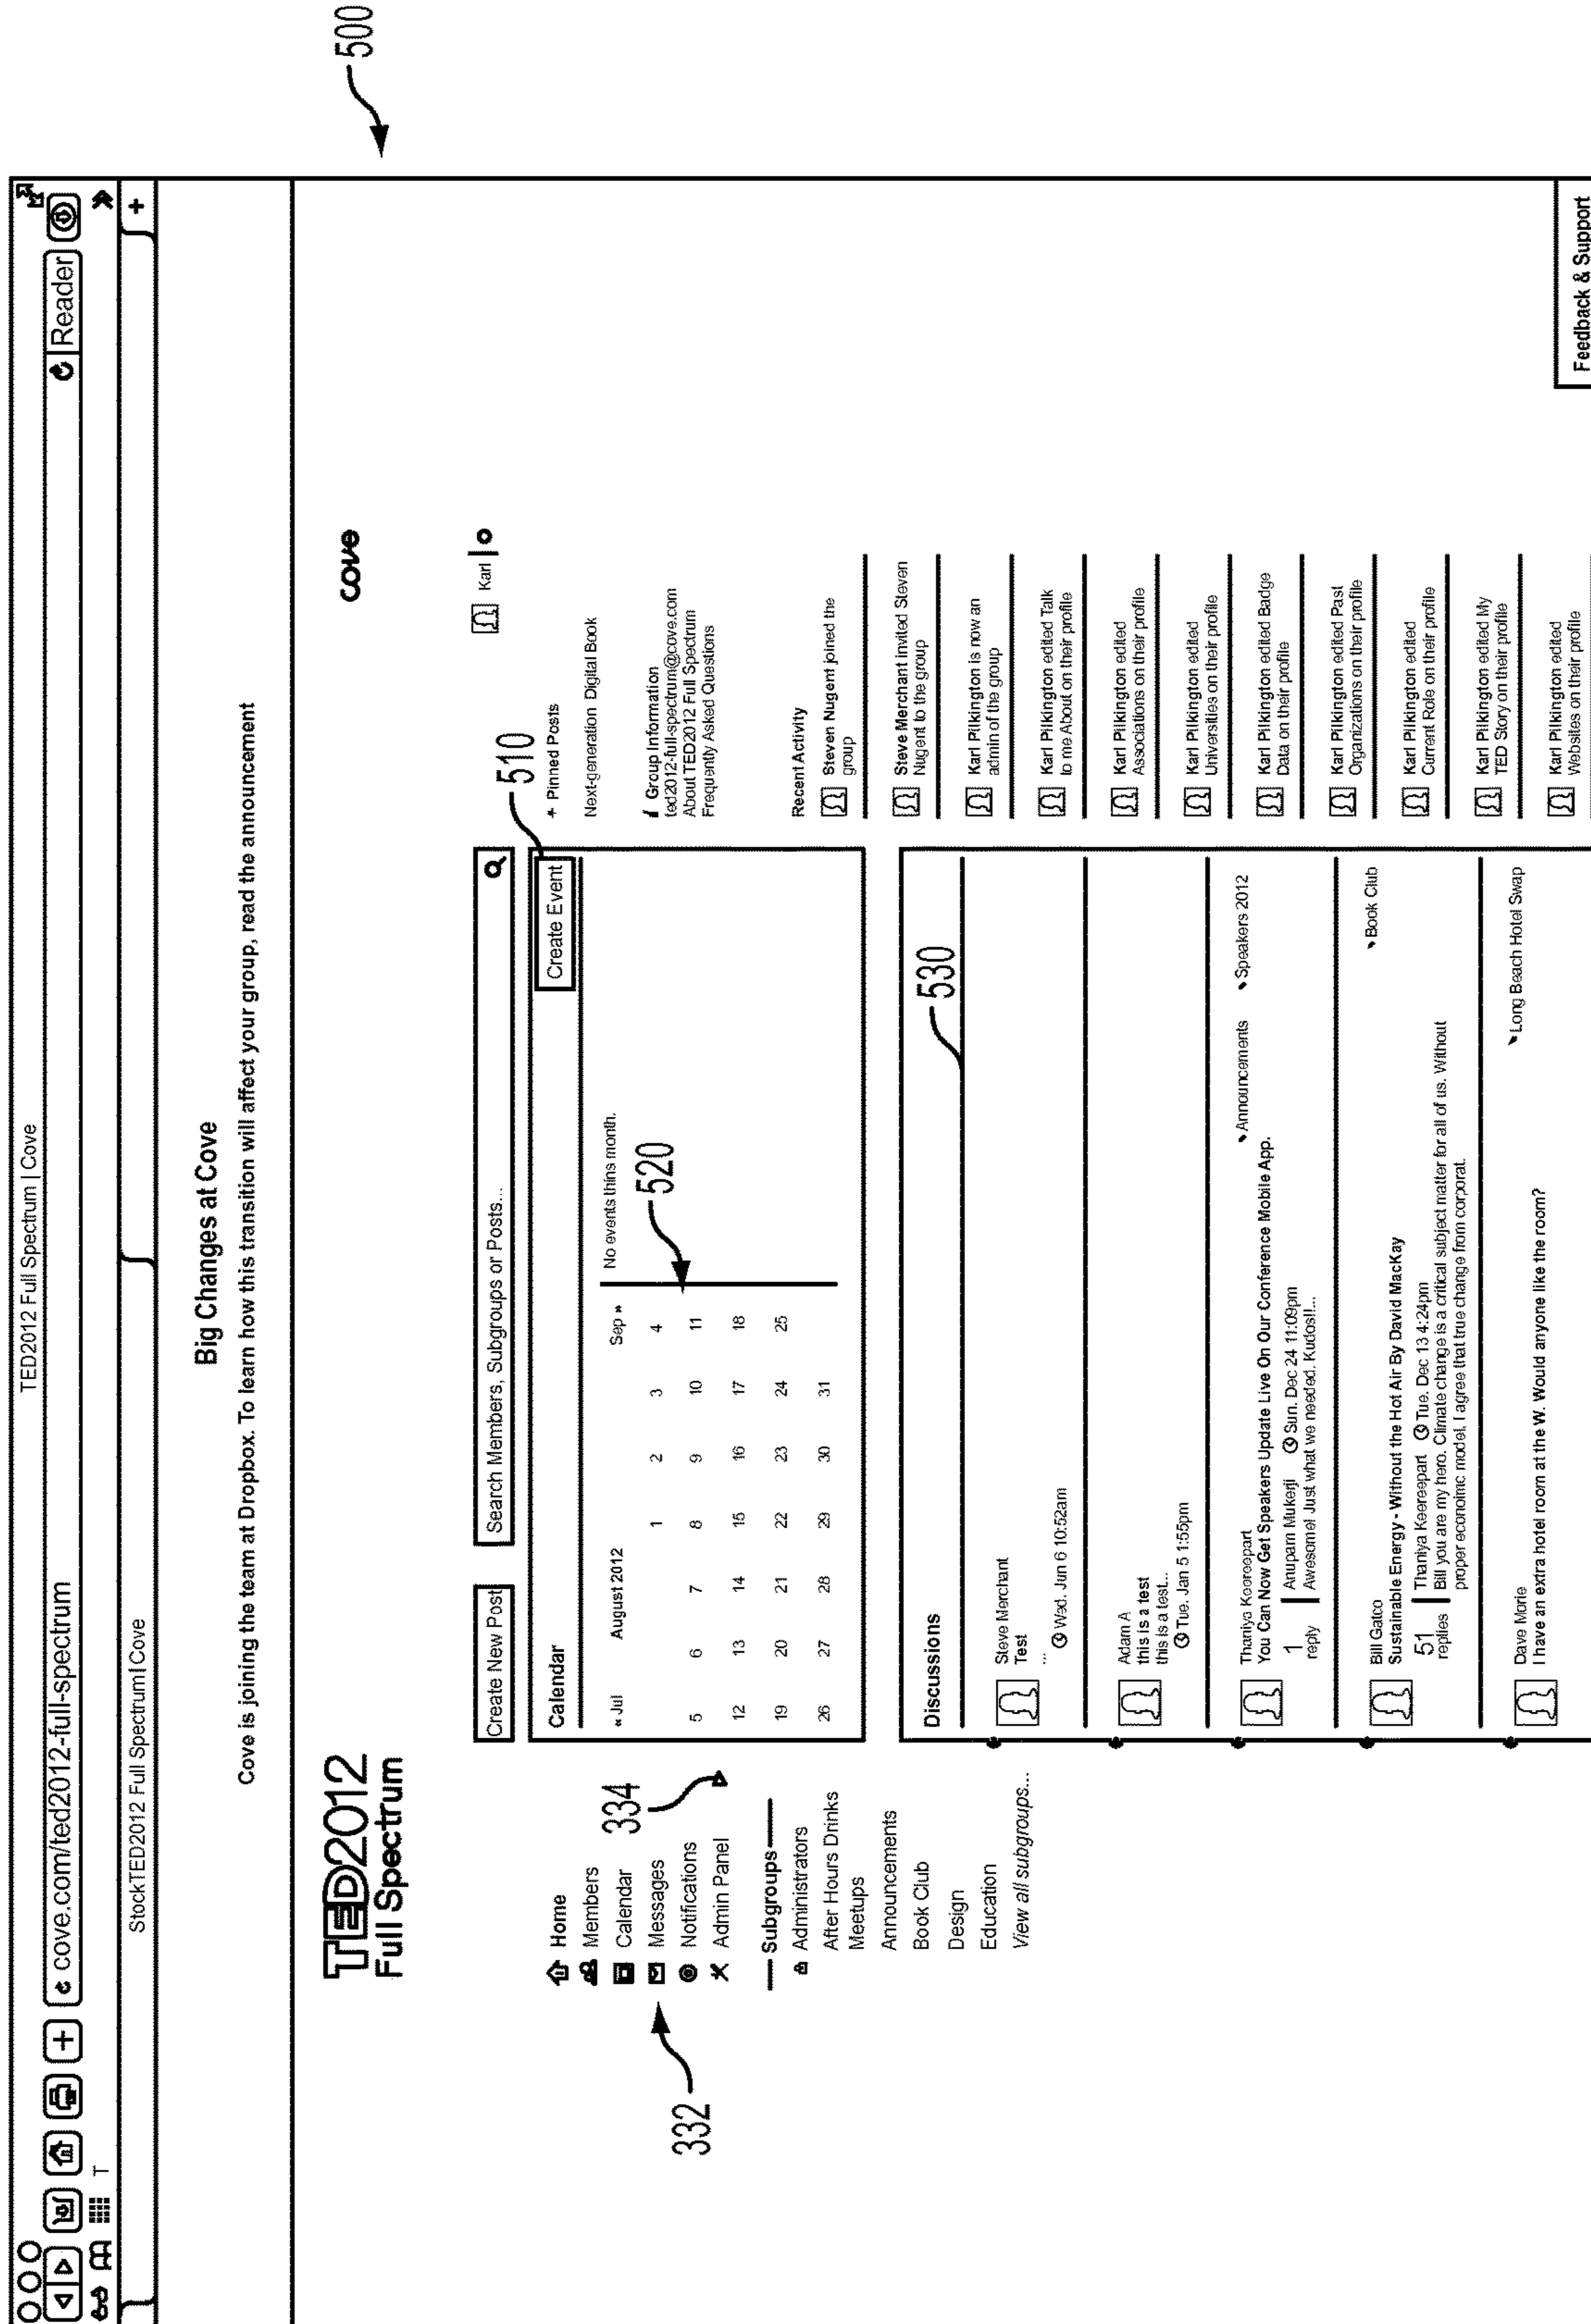 TED2012 Full Spectrum | Cove
cove.com/ted2012-full-spectrum
Reader
T
StockTED2012 Full Spectrum|Cove
+
Big Changes at Cove
Cove is joining the team at Dropbox. To learn how this transition will affect your group, read the announcement
500
TED2012
Full Spectrum
cove
Karl
332
334
Home
Members
Calendar
Messages
Notifications
Admin Panel
Subgroups
Administrators
After Hours Drinks
Meetups
Announcements
Book Club
Design
Education
View all subgroups...
Create New Post
Search Members, Subgroups or Posts...
Calendar
Create Event
510
« Jul August 2012 Sep »
1 2 3 4
5 6 7 8 9 10 11
12 13 14 15 16 17 18
19 20 21 22 23 24 25
26 27 28 29 30 31
No events thins month.
520
Discussions
530
Steve Merchant
Test
...
Wed. Jun 6 10:52am
Adam A
this is a test
this is a test...
Tue. Jan 5 1:55pm
Thaniya Keereepart
Announcements
Speakers 2012
You Can Now Get Speakers Update Live On Our Conference Mobile App.
1
reply
Anupam Mukerji Sun. Dec 24 11:09pm
Awesome! Just what we needed. Kudos!!...
Bill Gatco
Book Club
Sustainable Energy - Without the Hot Air By David MacKay
51
replies
Thaniya Keereepart Tue. Dec 13 4:24pm
Bill you are my hero. Climate change is a critical subject matter for all of us. Without
proper econoimc model, I agree that true change from corporat.
Dave Morie
Long Beach Hotel Swap
I have an extra hotel room at the W. Would anyone like the room?
Pinned Posts
Next-generation Digital Book
i Group Information
ted2012-full-spectrum@cove.com
About TED2012 Full Spectrum
Frequently Asked Questions
Recent Activity
Steven Nugent joined the
group
Steve Merchant invited Steven
Nugent to the group
Karl Pilkington is now an
admin of the group
Karl Pilkington edited Talk
to me About on their profile
Karl Pilkington edited
Associations on their profile
Karl Pilkington edited
Universities on their profile
Karl Pilkington edited Badge
Data on their profile
Karl Pilkington edited Past
Organizations on their profile
Karl Pilkington edited
Current Role on their profile
Karl Pilkington edited My
TED Story on their profile
Karl Pilkington edited
Websites on their profile
Feedback & Support